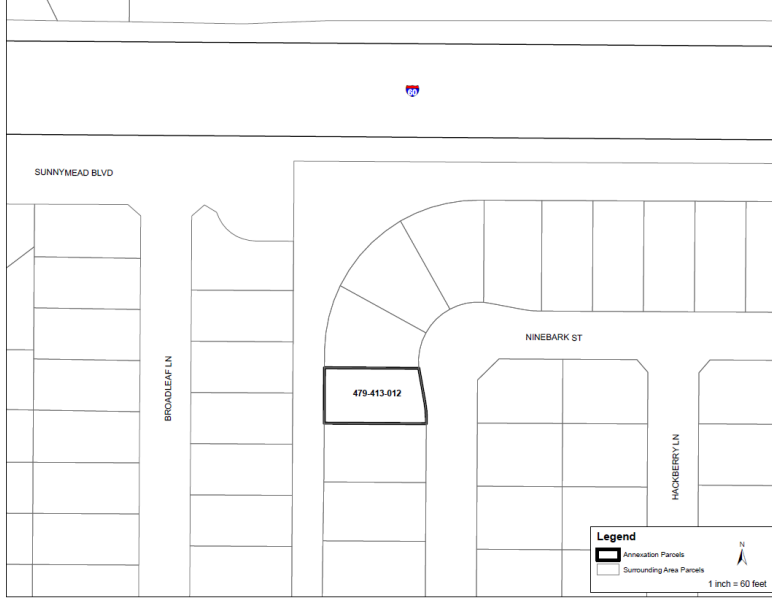 60
SUNNYMEAD BLVD
NINEBARK ST
BROADLEAF LN
479-413-012
HACKBERRY LN
Legend
Annexation Parcels
Surrounding Area Parcels
N
1 inch = 60 feet